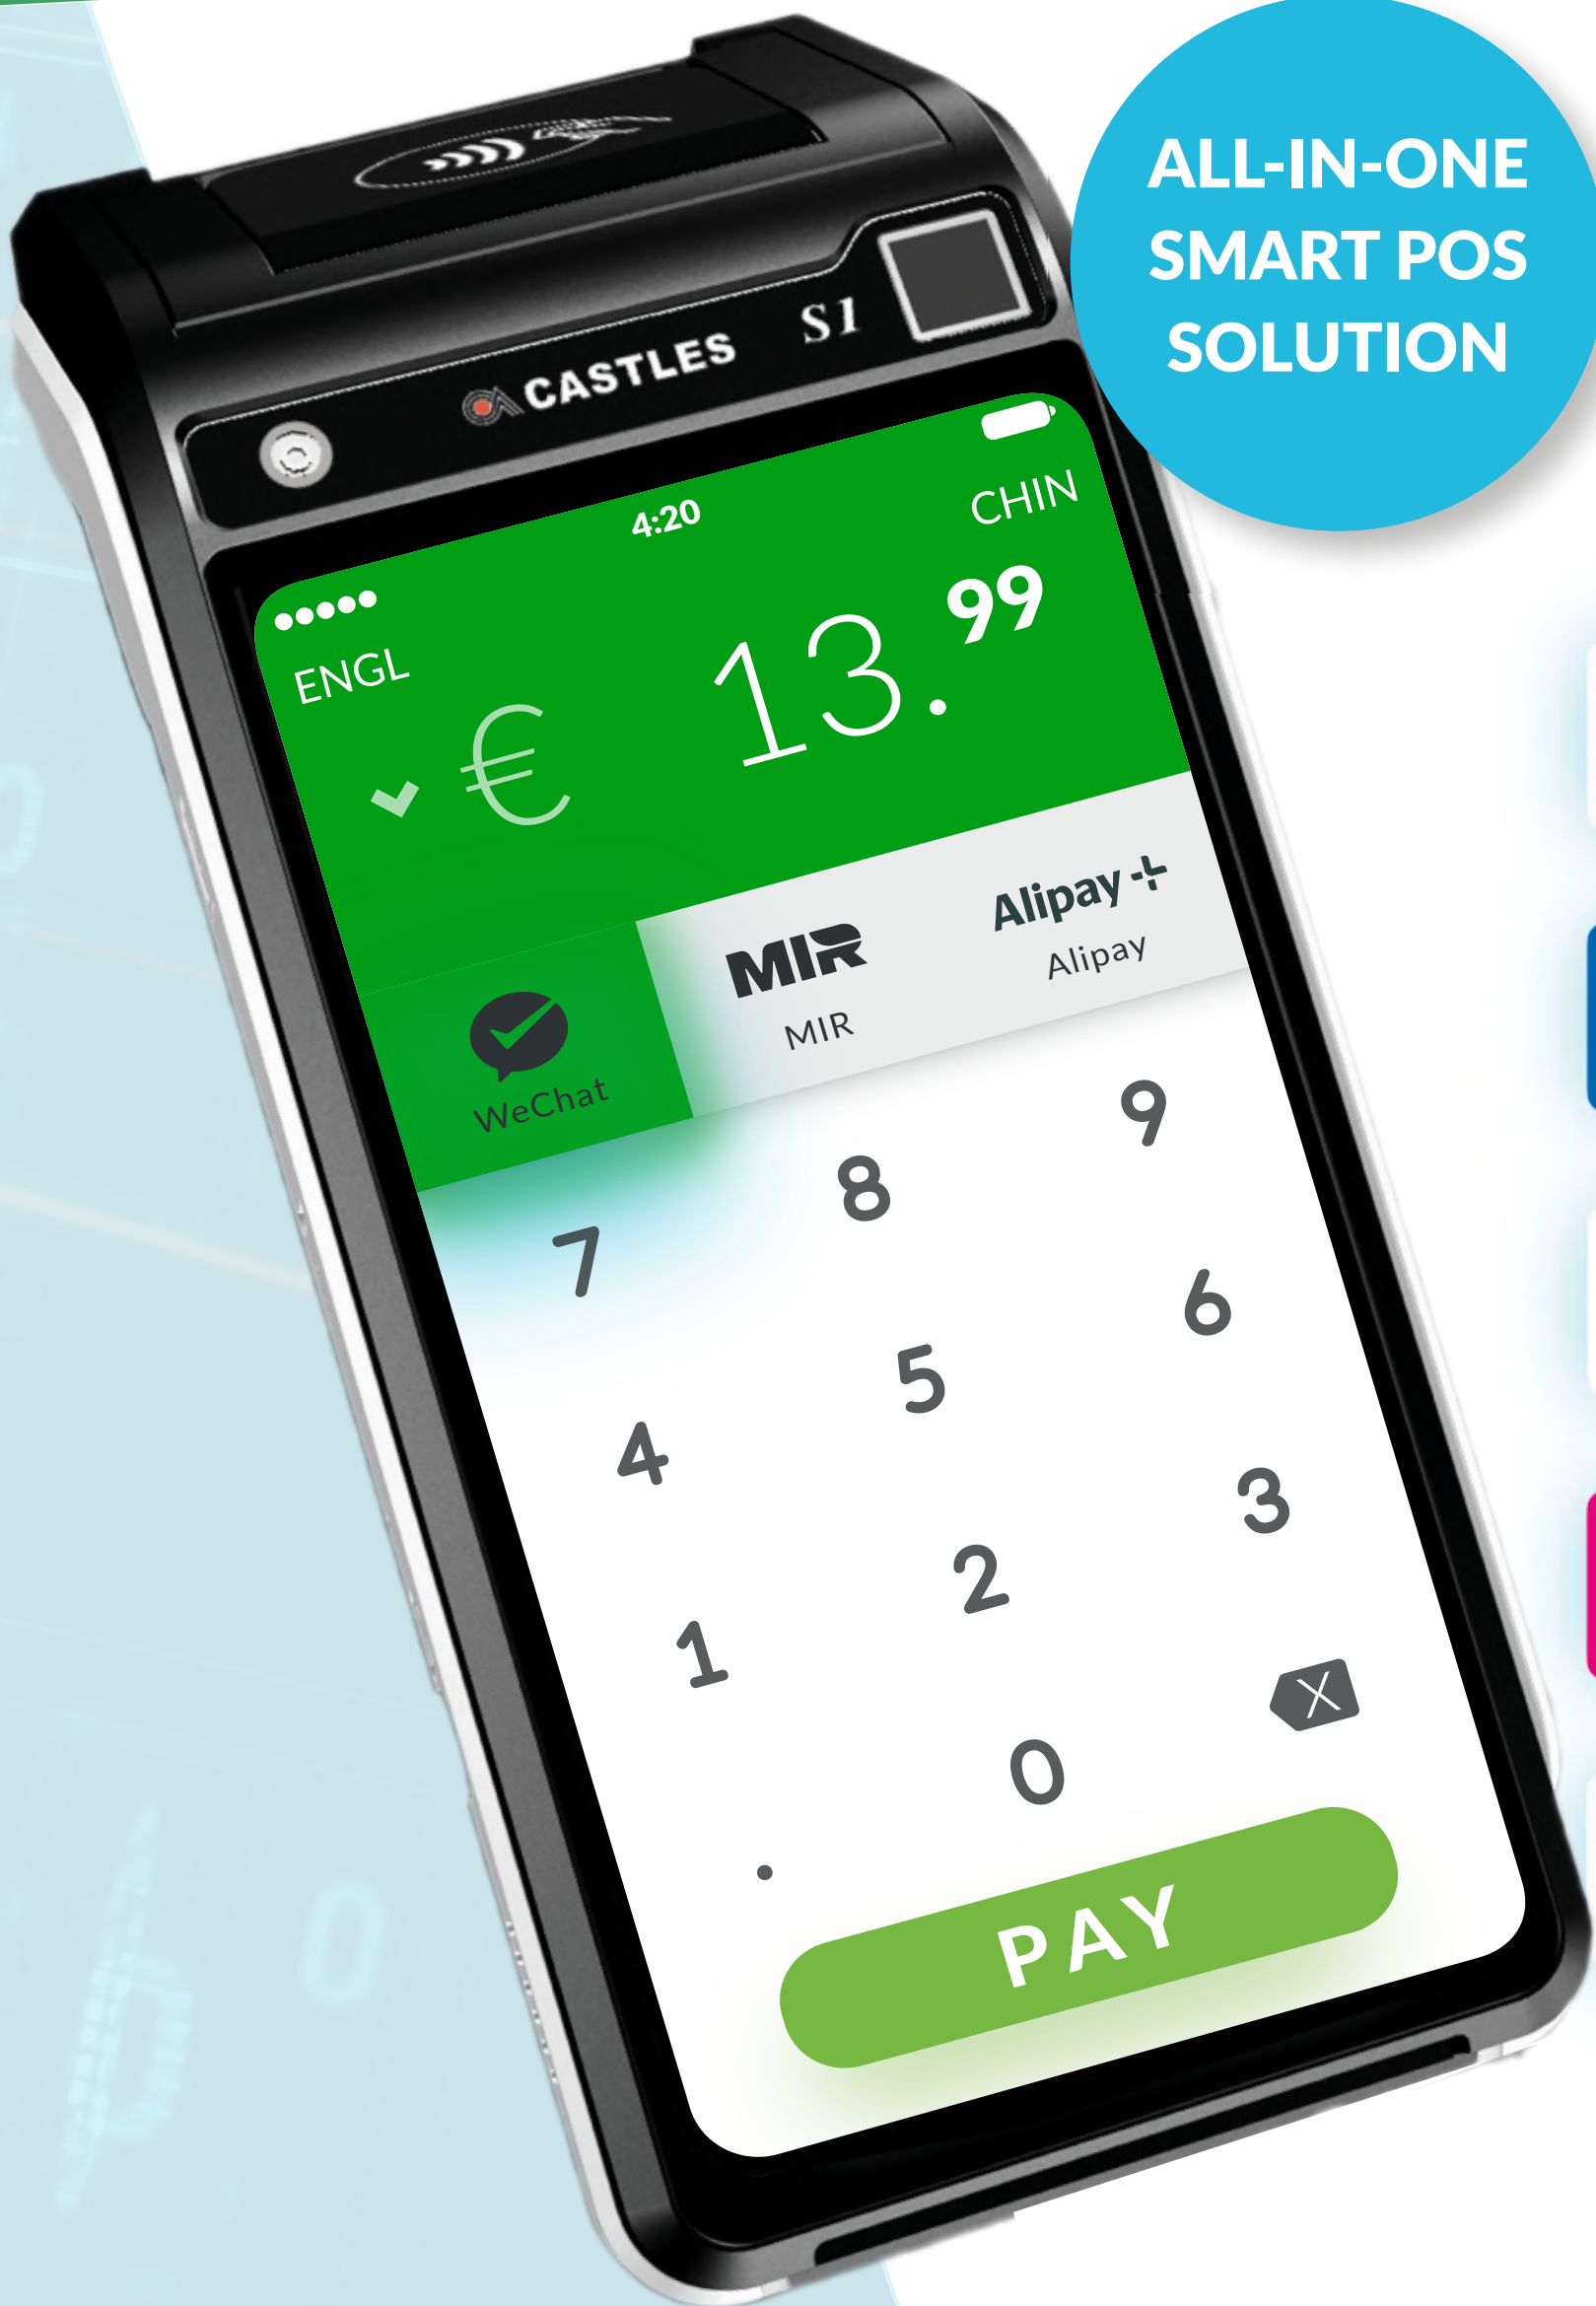 ALL-IN-ONE
SMART POS
SOLUTION
CASTLES S1
4:20
ENGL CHIN
€ 13.99
WeChat
MIR
MIR
Alipay+
Alipay
7 8 9
4 5 6
1 2 3
. 0 X
PAY